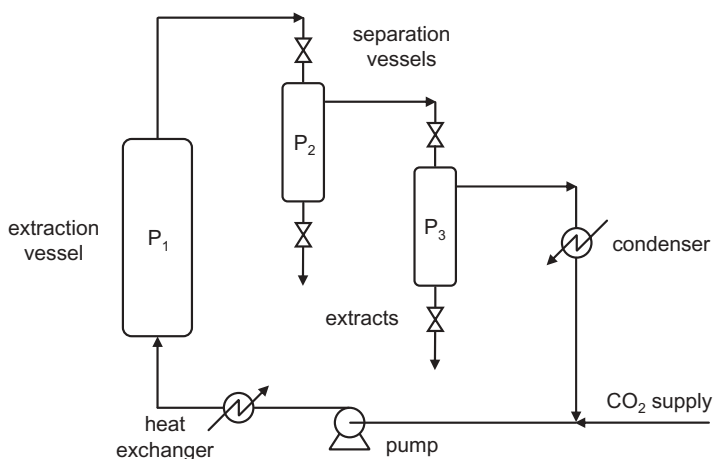 separation
vessels
P₂
extraction
vessel
P₁
P₃
condenser
extracts
CO₂ supply
heat
exchanger
pump